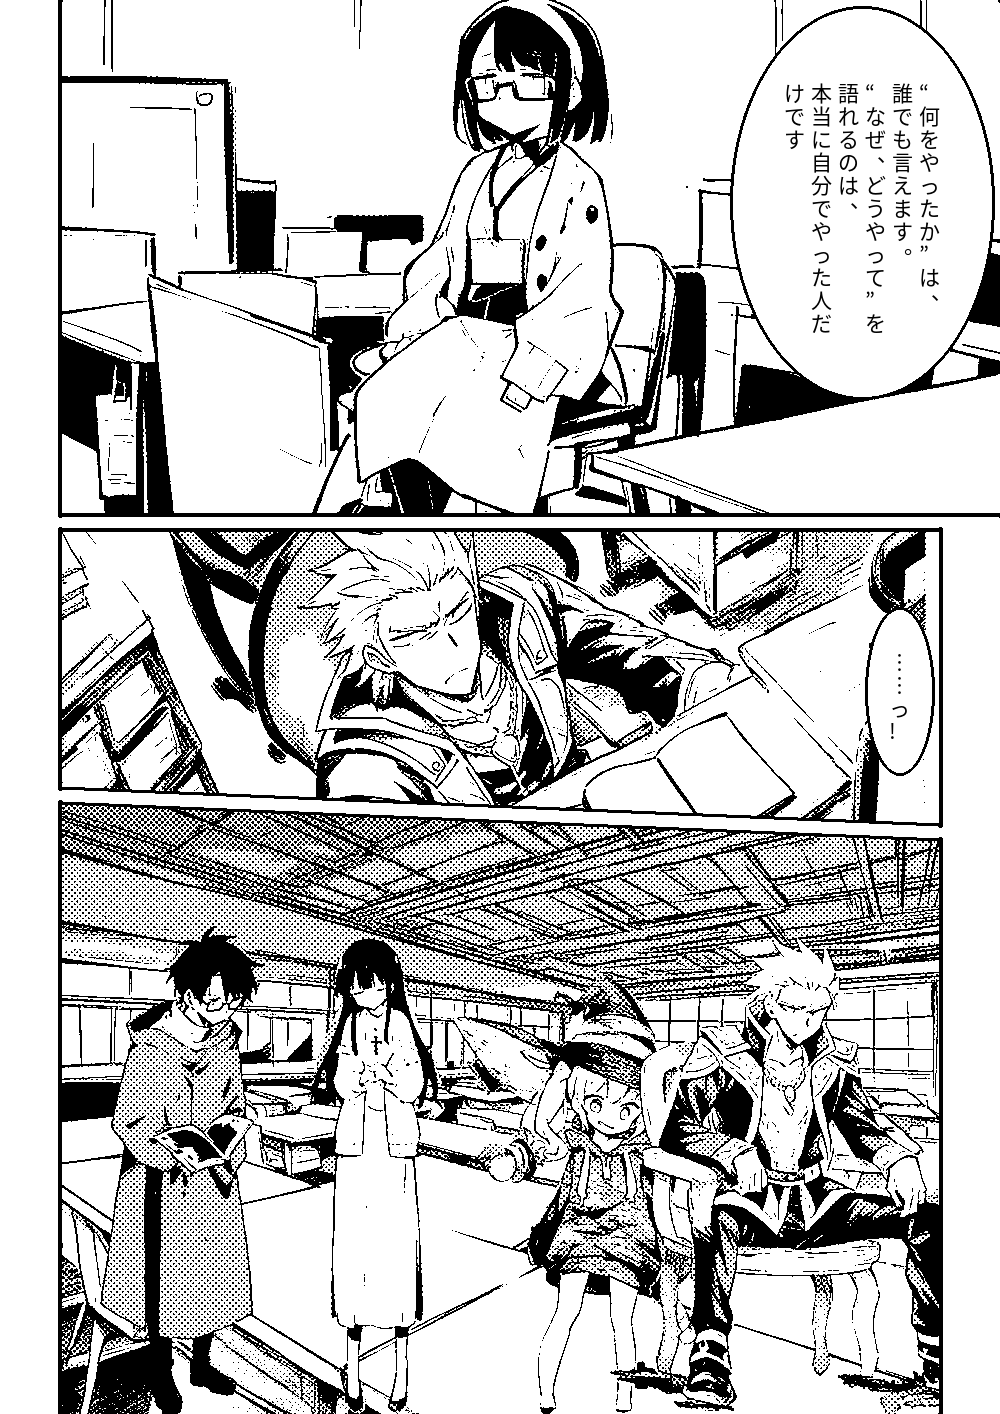 “何をやったか” は、
誰でも言えます。
“なぜ、どうやって” を
語れるのは、
本当に自分でやった人だ
けです
……っ！